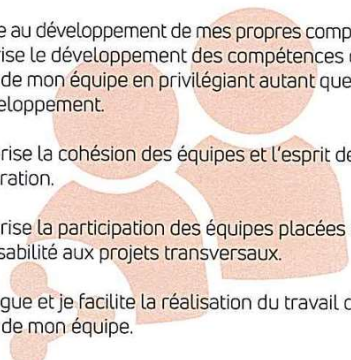 e au développement de mes propres comp
rise le développement des compétences
de mon équipe en privilégiant autant que
eloppement.
rise la cohésion des équipes et l'esprit de
ration.
rise la participation des équipes placées
sabilité aux projets transversaux.
gue et je facilite la réalisation du travail
de mon équipe.